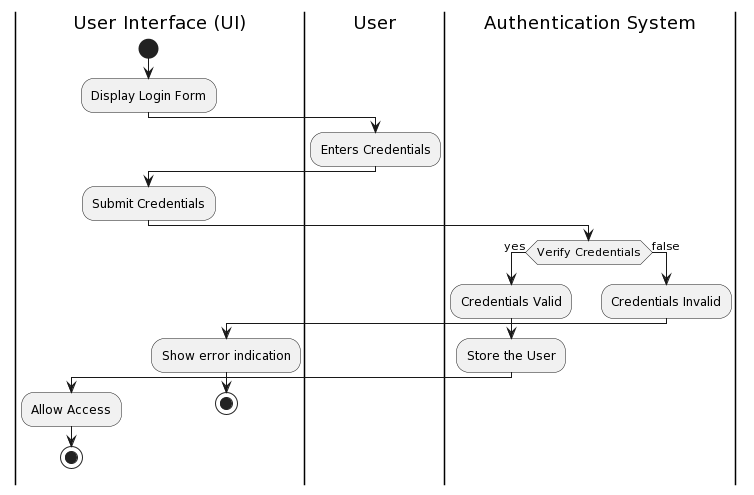 User Interface (UI)
User
Authentication System
Display Login Form
Enters Credentials
Submit Credentials
yes
Verify Credentials
false
Credentials Valid
Credentials Invalid
Show error indication
Store the User
Allow Access